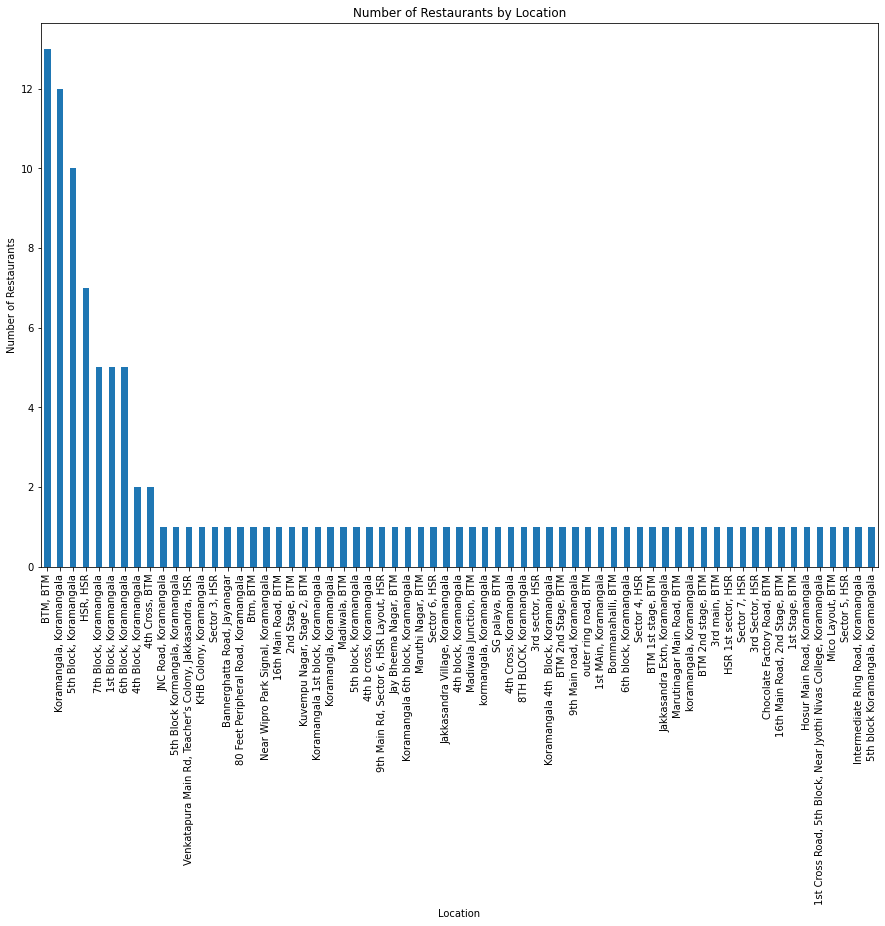 Number of Restaurants by Location
Number of Restaurants
12
10
8
6
4
2
0
BTM, BTM
Koramangala, Koramangala
5th Block, Koramangala
HSR, HSR
7th Block, Koramangala
1st Block, Koramangala
6th Block, Koramangala
4th Block, Koramangala
4th Cross, BTM
JNC Road, Koramangala
5th Block Kormangala, Koramangala
Venkatapura Main Rd, Teacher's Colony, Jakkasandra, HSR
KHB Colony, Koramangala
Sector 3, HSR
Bannerghatta Road, Jayanagar
80 Feet Peripheral Road, Koramangala
Btm, BTM
Near Wipro Park Signal, Koramangala
16th Main Road, BTM
2nd Stage, BTM
Kuvempu Nagar, Stage 2, BTM
Koramangala 1st block, Koramangala
Koramangla, Koramangala
Madiwala, BTM
5th block, Koramangala
4th b cross, Koramangala
9th Main Rd, Sector 6, HSR Layout, HSR
Jay Bheema Nagar, BTM
Koramangala 6th block, Koramangala
Maruthi Nagar, BTM
Sector 6, HSR
Jakkasandra Village, Koramangala
4th block, Koramangala
Madiwala Junction, BTM
kormangala, Koramangala
SG palaya, BTM
4th Cross, Koramangala
8TH BLOCK, Koramangala
3rd sector, HSR
Koramangala 4th  Block, Koramangala
BTM 2nd Stage, BTM
9th Main road, Koramangala
outer ring road, BTM
1st MAin, Koramangala
Bommanahalli, BTM
6th block, Koramangala
Sector 4, HSR
BTM 1st stage, BTM
Jakkasandra Extn, Koramangala
Marutinagar Main Road, BTM
koramangala, Koramangala
BTM 2nd stage, BTM
3rd main, BTM
HSR 1st sector, HSR
Sector 7, HSR
3rd Sector, HSR
Chocolate Factory Road, BTM
16th Main Road, 2nd Stage, BTM
1st Stage, BTM
Hosur Main Road, Koramangala
1st Cross Road, 5th Block, Near Jyothi Nivas College, Koramangala
Mico Layout, BTM
Sector 5, HSR
Intermediate Ring Road, Koramangala
5th block Koramangala, Koramangala
Location